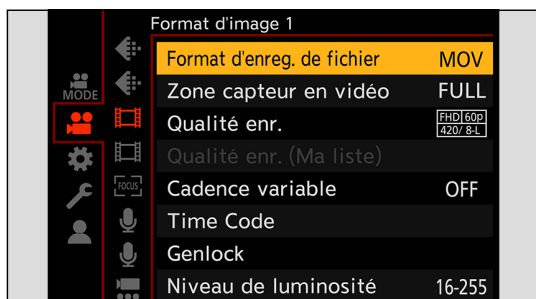 Format d'image 1
Format d'enreg. de fichier MOV
MODE
Zone capteur en vidéo FULL
Qualité enr. FHD 60p
420/ 8-L
Qualité enr. (Ma liste)
FOCUS
Cadence variable OFF
Time Code
Genlock
Niveau de luminosité 16-255